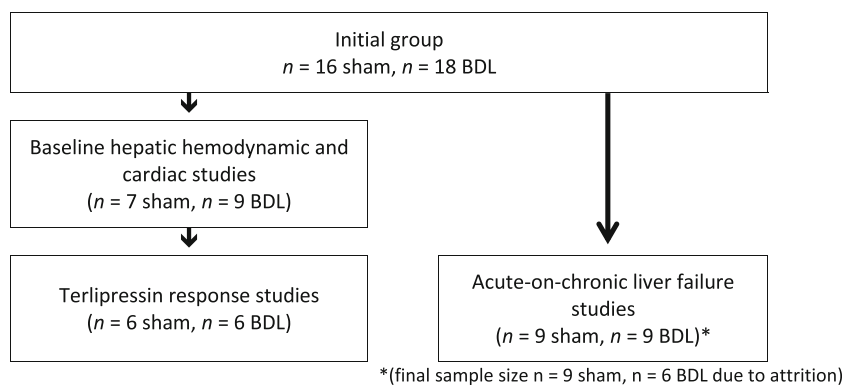 Initial group
n = 16 sham, n = 18 BDL
Baseline hepatic hemodynamic and
cardiac studies
(n = 7 sham, n = 9 BDL)
Terlipressin response studies
(n = 6 sham, n = 6 BDL)
Acute-on-chronic liver failure
studies
(n = 9 sham, n = 9 BDL)*
*(final sample size n = 9 sham, n = 6 BDL due to attrition)